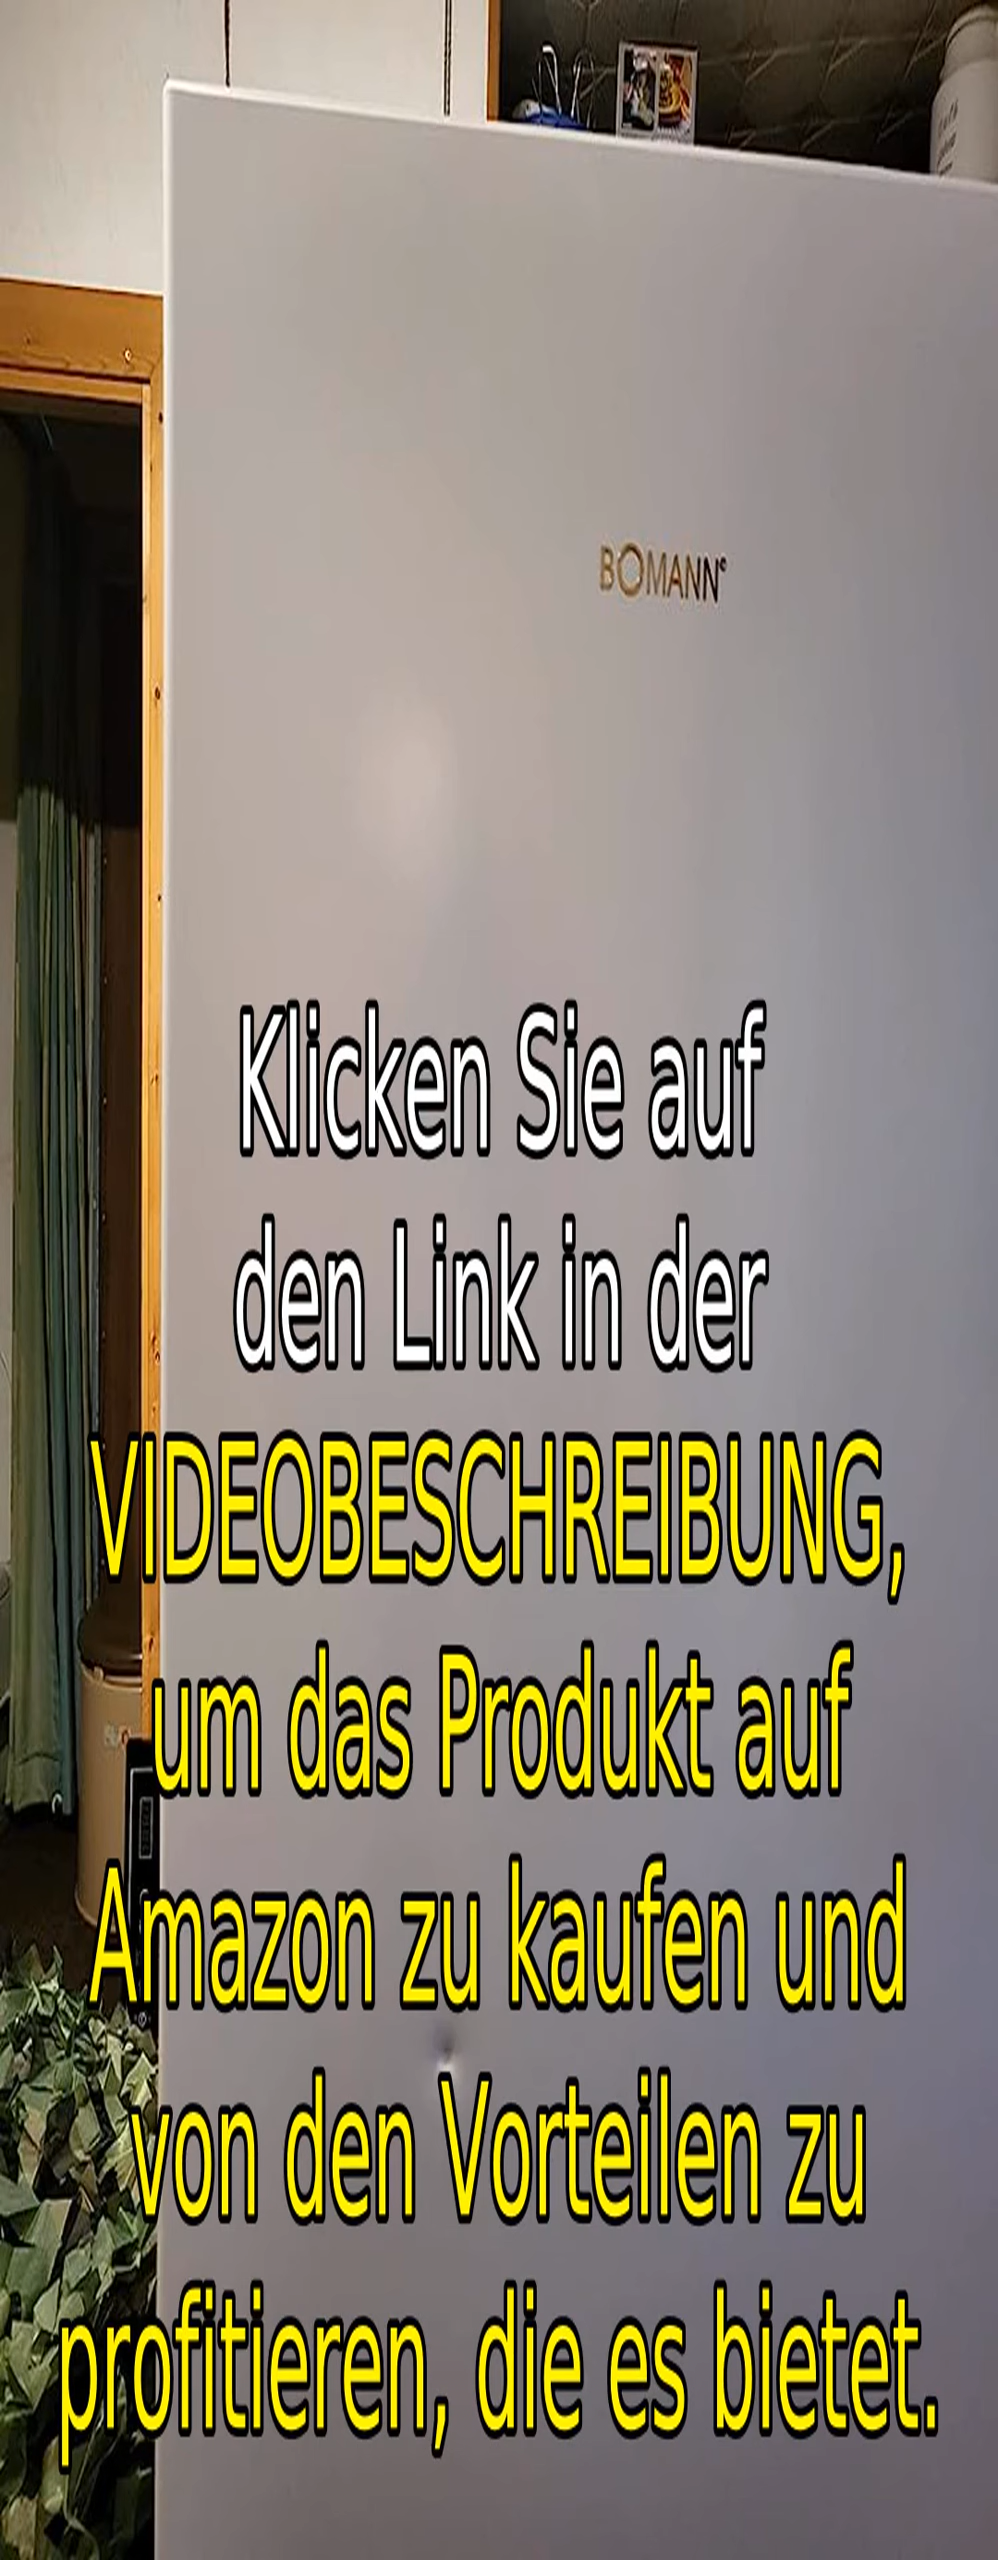 BOMANN®
Klicken Sie auf
den Link in der
VIDEOBESCHREIBUNG,
um das Produkt auf
Amazon zu kaufen und
von den Vorteilen zu
profitieren, die es bietet.